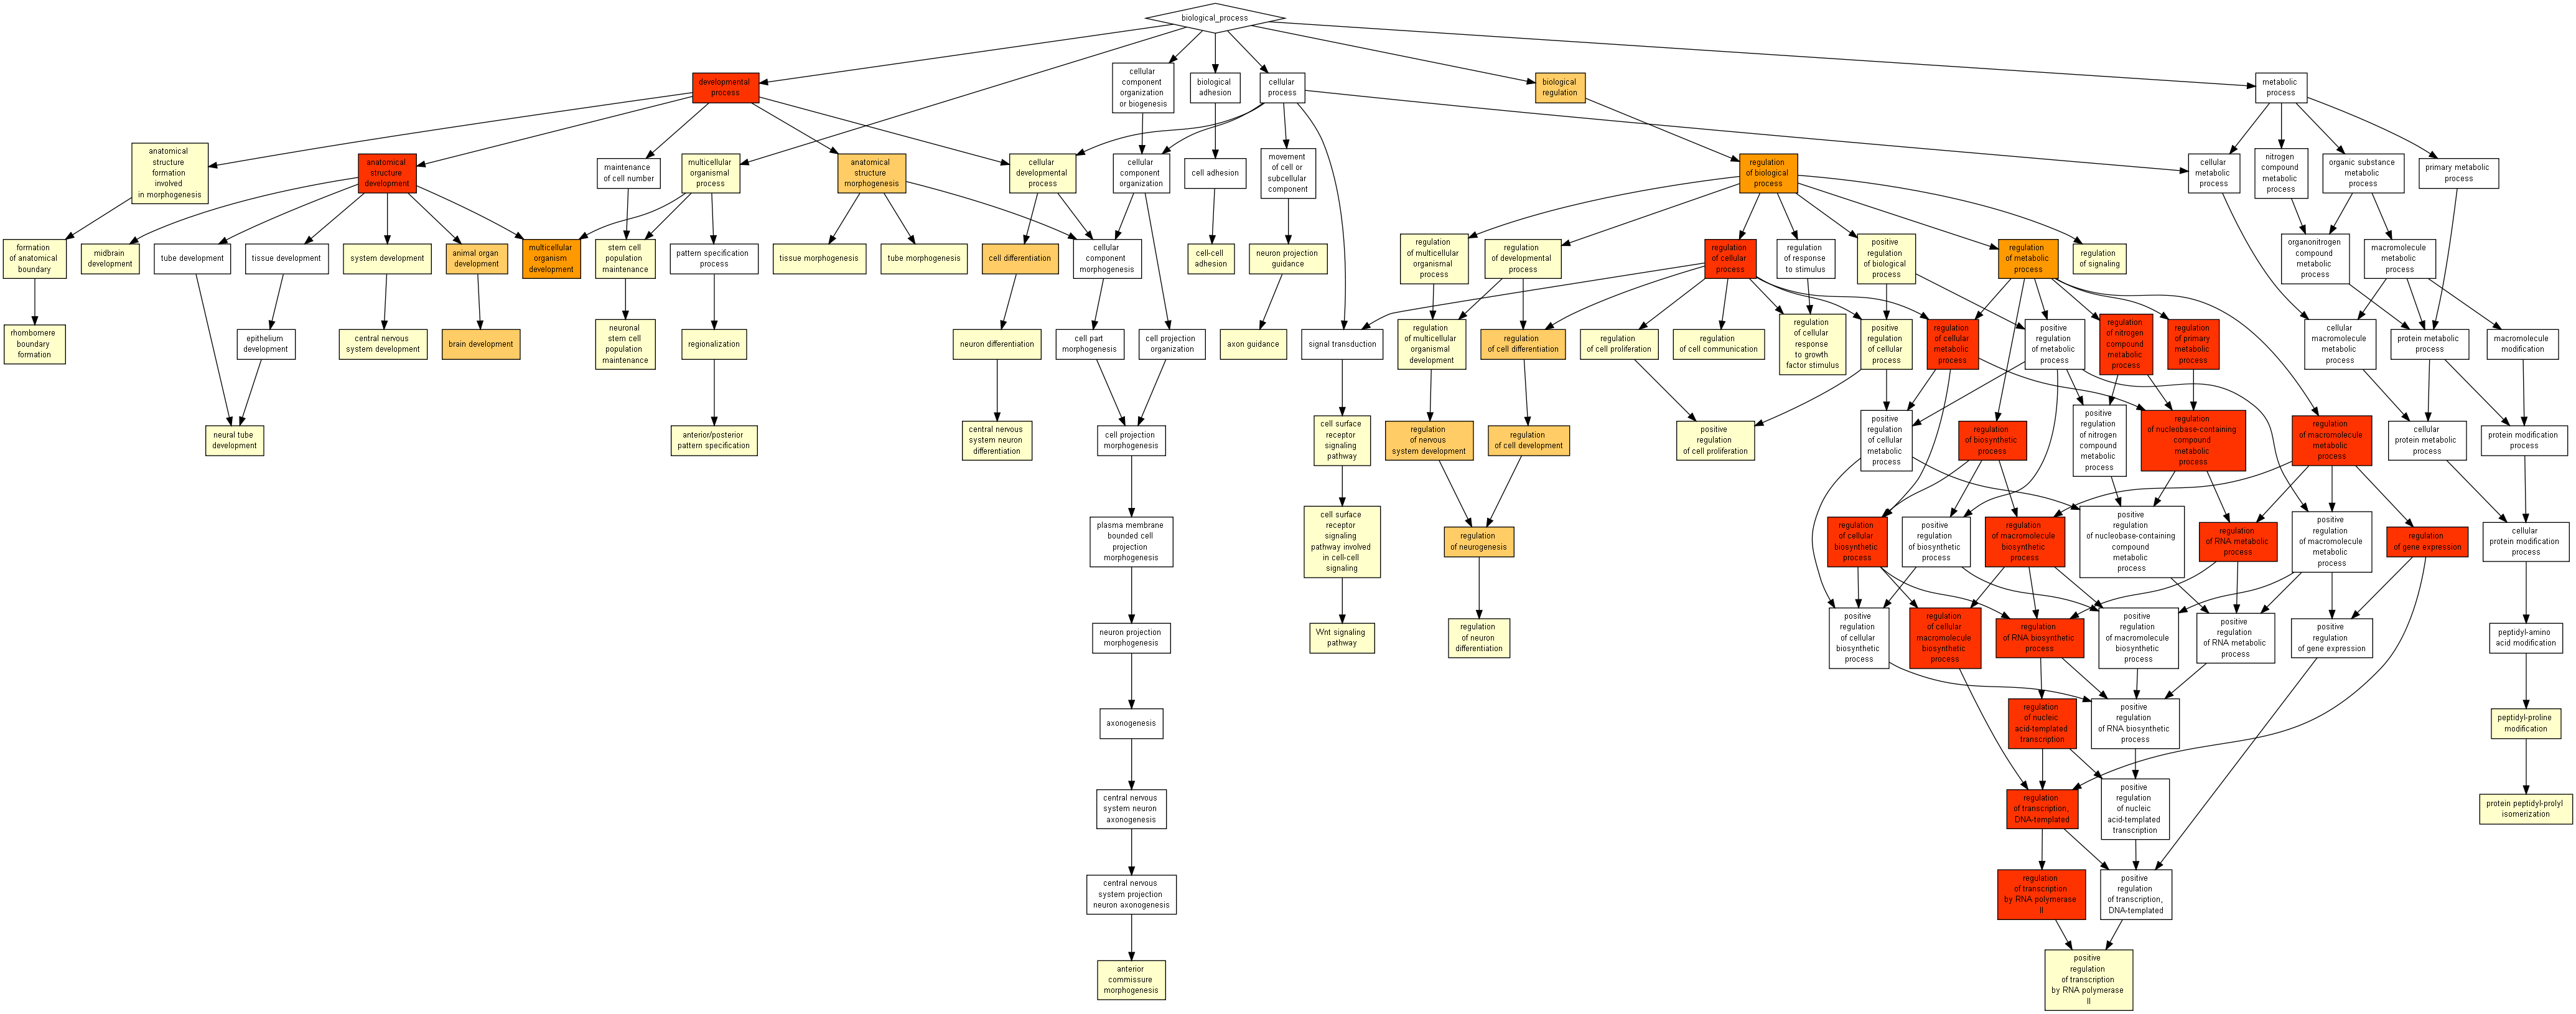 biological_process
developmental
process
cellular
component
organization
or biogenesis
biological
adhesion
cellular
process
biological
regulation
metabolic
process
anatomical
structure
formation
involved
in morphogenesis
anatomical
structure
development
maintenance
of cell number
multicellular
organismal
process
anatomical
structure
morphogenesis
cellular
developmental
process
cellular
component
organization
cell adhesion
movement
of cell or
subcellular
component
regulation
of biological
process
cellular
metabolic
process
nitrogen
compound
metabolic
process
organic substance
metabolic
process
primary metabolic
process
formation
of anatomical
boundary
midbrain
development
tube development
tissue development
system development
animal organ
development
multicellular
organism
development
stem cell
population
maintenance
pattern specification
process
tissue morphogenesis
tube morphogenesis
cell differentiation
cellular
component
morphogenesis
cell-cell
adhesion
neuron projection
guidance
regulation
of multicellular
organismal
process
regulation
of developmental
process
regulation
of cellular
process
regulation
of response
to stimulus
positive
regulation
of biological
process
regulation
of metabolic
process
regulation
of signaling
organonitrogen
compound
metabolic
process
macromolecule
metabolic
process
rhombomere
boundary
formation
epithelium
development
central nervous
system development
brain development
neuronal
stem cell
population
maintenance
regionalization
neuron differentiation
cell part
morphogenesis
cell projection
organization
axon guidance
signal transduction
regulation
of multicellular
organismal
development
regulation
of cell differentiation
regulation
of cell proliferation
regulation
of cell communication
regulation
of cellular
response
to growth
factor stimulus
positive
regulation
of cellular
process
regulation
of cellular
metabolic
process
positive
regulation
of metabolic
process
regulation
of nitrogen
compound
metabolic
process
regulation
of primary
metabolic
process
cellular
macromolecule
metabolic
process
protein metabolic
process
macromolecule
modification
neural tube
development
anterior/posterior
pattern specification
central nervous
system neuron
differentiation
cell projection
morphogenesis
cell surface
receptor
signaling
pathway
regulation
of nervous
system development
regulation
of cell development
positive
regulation
of cell proliferation
positive
regulation
of cellular
metabolic
process
regulation
of biosynthetic
process
positive
regulation
of nitrogen
compound
metabolic
process
regulation
of nucleobase-containing
compound
metabolic
process
regulation
of macromolecule
metabolic
process
cellular
protein metabolic
process
protein modification
process
plasma membrane
bounded cell
projection
morphogenesis
cell surface
receptor
signaling
pathway involved
in cell-cell
signaling
regulation
of neurogenesis
regulation
of cellular
biosynthetic
process
positive
regulation
of biosynthetic
process
regulation
of macromolecule
biosynthetic
process
positive
regulation
of nucleobase-containing
compound
metabolic
process
regulation
of RNA metabolic
process
positive
regulation
of macromolecule
metabolic
process
regulation
of gene expression
cellular
protein modification
process
neuron projection
morphogenesis
Wnt signaling
pathway
regulation
of neuron
differentiation
positive
regulation
of cellular
biosynthetic
process
regulation
of cellular
macromolecule
biosynthetic
process
regulation
of RNA biosynthetic
process
positive
regulation
of macromolecule
biosynthetic
process
positive
regulation
of RNA metabolic
process
positive
regulation
of gene expression
peptidyl-amino
acid modification
axonogenesis
regulation
of nucleic
acid-templated
transcription
positive
regulation
of RNA biosynthetic
process
peptidyl-proline
modification
central nervous
system neuron
axonogenesis
regulation
of transcription,
DNA-templated
positive
regulation
of nucleic
acid-templated
transcription
protein peptidyl-prolyl
isomerization
central nervous
system projection
neuron axonogenesis
regulation
of transcription
by RNA polymerase
II
positive
regulation
of transcription,
DNA-templated
anterior
commissure
morphogenesis
positive
regulation
of transcription
by RNA polymerase
II